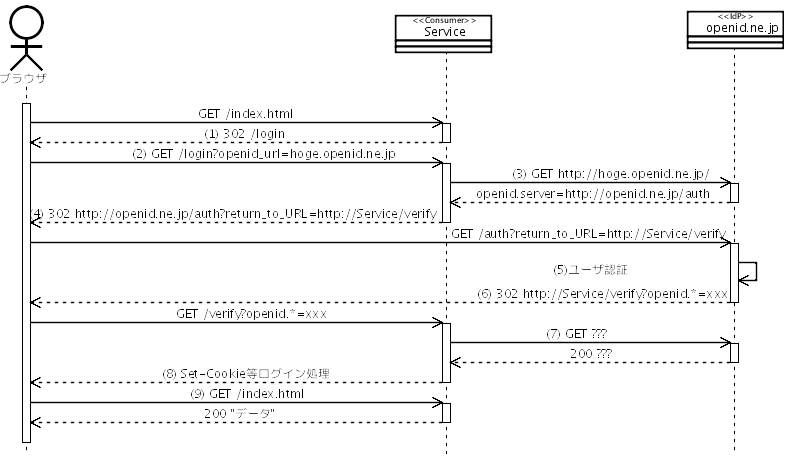 <<Consumer>>
Service
<<IdP>>
openid.ne.jp
ブラウザ
GET /index.html
(1) 302 /login
(2) GET /login?openid_url=hoge.openid.ne.jp
(3) GET http://hoge.openid.ne.jp/
openid.server=http://openid.ne.jp/auth
(4) 302 http://openid.ne.jp/auth?return_to_URL=http://Service/verify
GET /auth?return_to_URL=http://Service/verify
(5)ユーザ認証
(6) 302 http://Service/verify?openid.*=xxx
GET /verify?openid.*=xxx
(7) GET ???
200 ???
(8) Set-Cookie等ログイン処理
(9) GET /index.html
200 "データ"